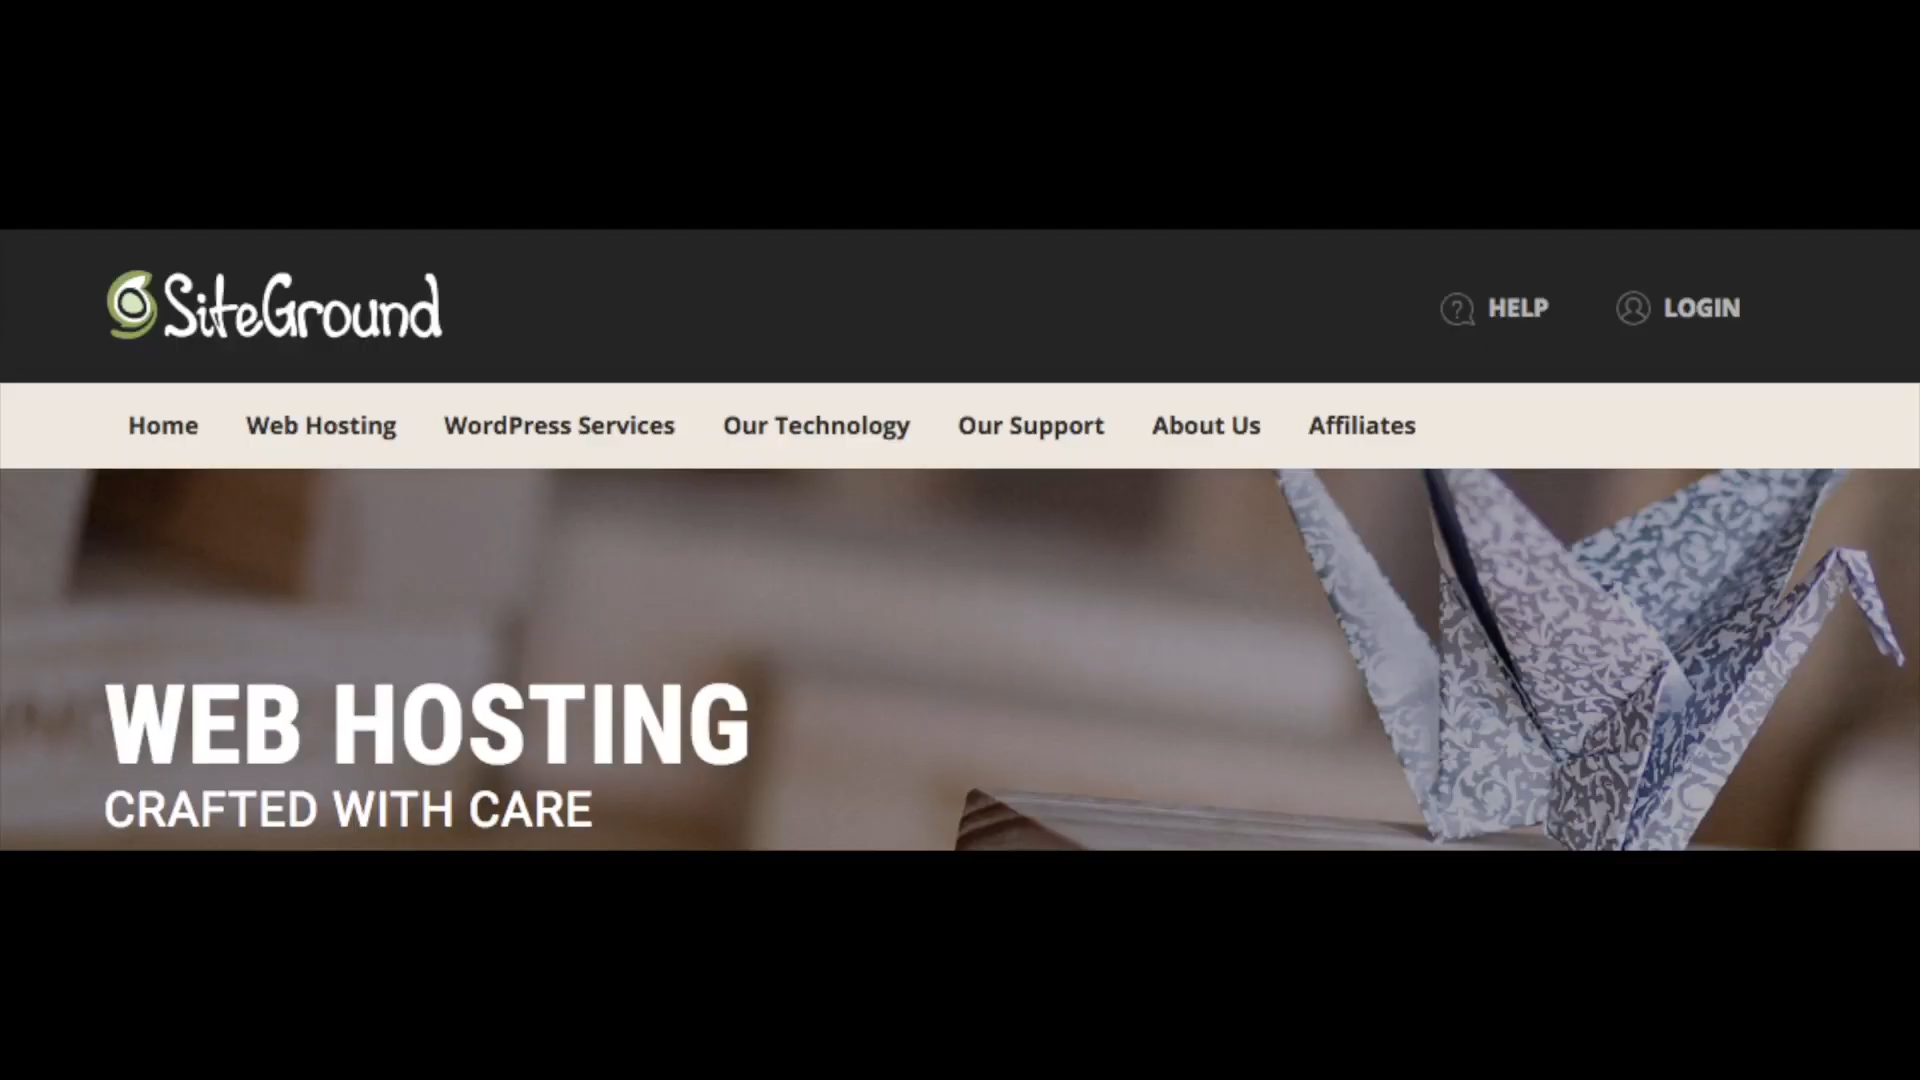 SiteGround
HELP
LOGIN
Home Web Hosting WordPress Services Our Technology Our Support About Us Affiliates
WEB HOSTING
CRAFTED WITH CARE